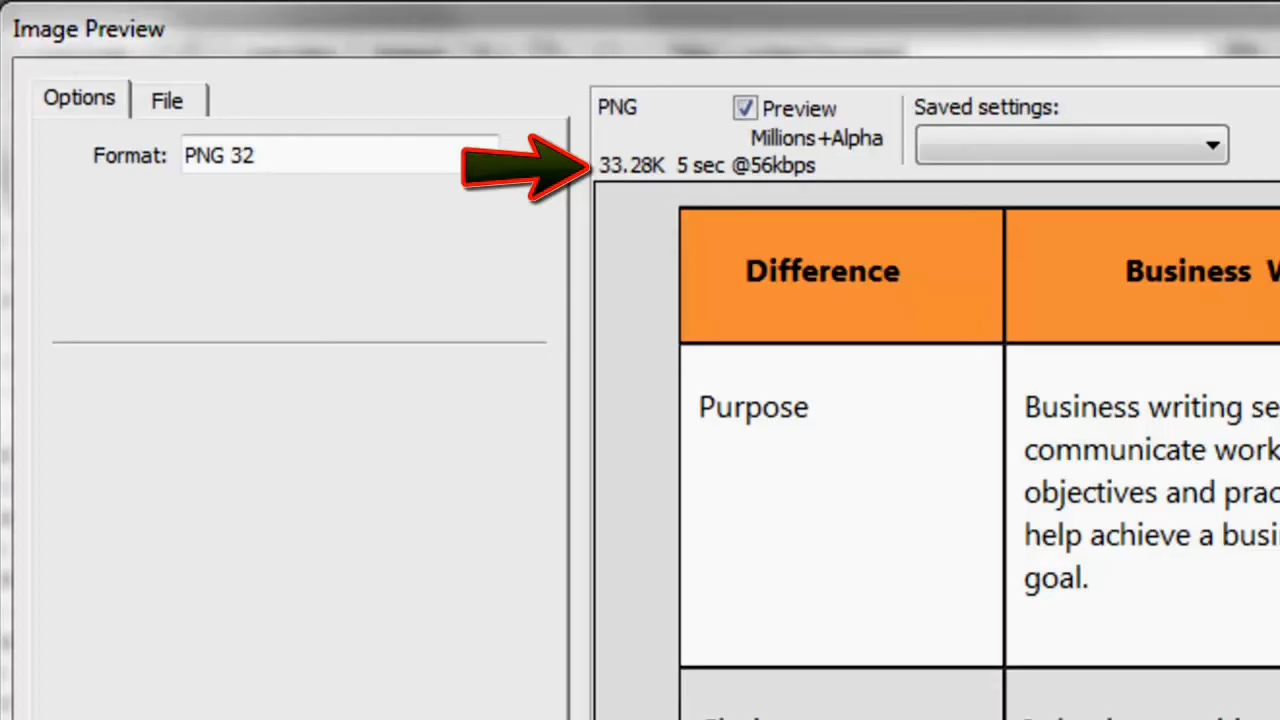 Image Preview
Options
File
Format: PNG 32
PNG
Preview
Saved settings:
Millions+Alpha
33.28K 5 sec @56kbps
Difference
Business
Purpose
Business writing se
communicate work
objectives and prac
help achieve a busi
goal.